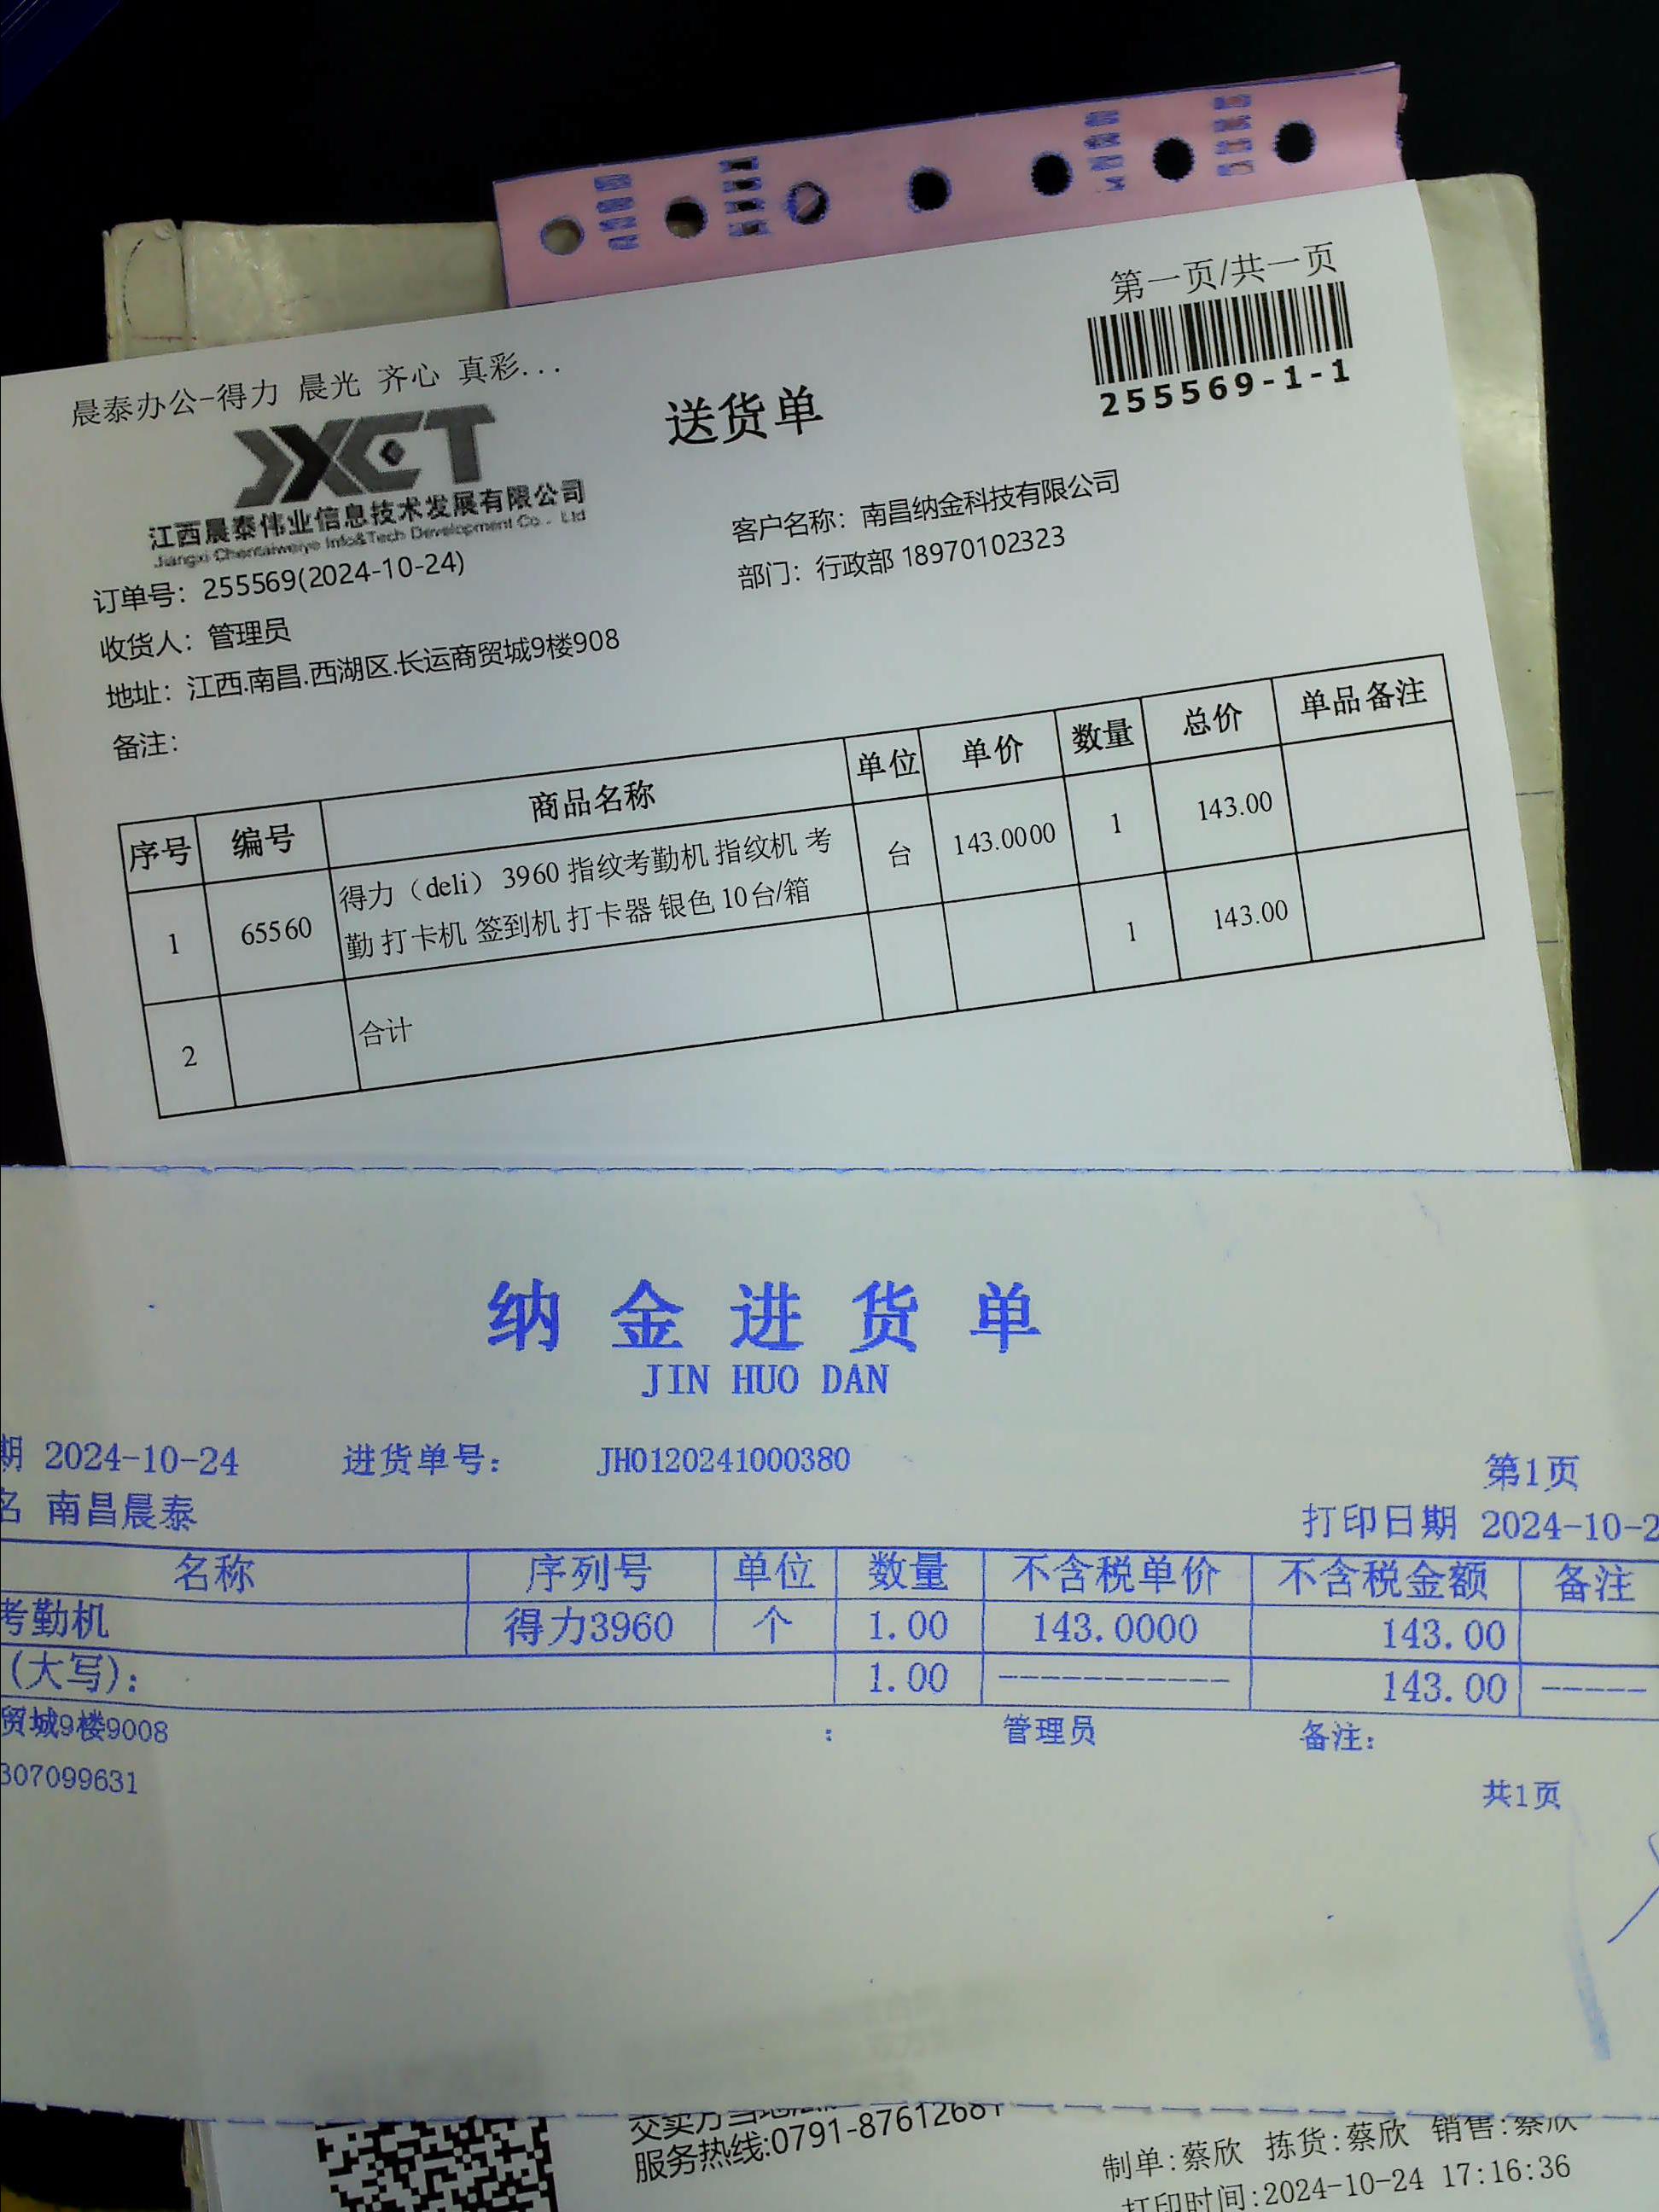 第一页/共一页
晨泰办公-得力 晨光 齐心 真彩...
255569-1-1
送货单
JXCT
江西晨泰伟业信息技术发展有限公司
Jiangxi Chentaiweiye Info&Tech Development Co., Ltd
客户名称: 南昌纳金科技有限公司
订单号: 255569(2024-10-24)
部门: 行政部 18970102323
收货人: 管理员
地址: 江西.南昌.西湖区.长运商贸城9楼908
备注:
序号 编号 商品名称 单位 单价 数量 总价 单品备注
1 65560 得力（deli） 3960 指纹考勤机 指纹机 考 台 143.0000 1 143.00
勤 打卡机 签到机 打卡器 银色 10台/箱
2 合计 1 143.00
纳金进货单
JIN HUO DAN
期 2024-10-24 进货单号: JH0120241000380 第1页
名 南昌晨泰 打印日期 2024-10-2
名称 序列号 单位 数量 不含税单价 不含税金额 备注
考勤机 得力3960 个 1.00 143.0000 143.00
(大写): 1.00 ----------- 143.00 -----
贸城9楼9008 : 管理员 备注:
307099631 共1页
服务热线:0791-87612681
制单:蔡欣 拣货:蔡欣 销售:蔡欣
打印时间:2024-10-24 17:16:36